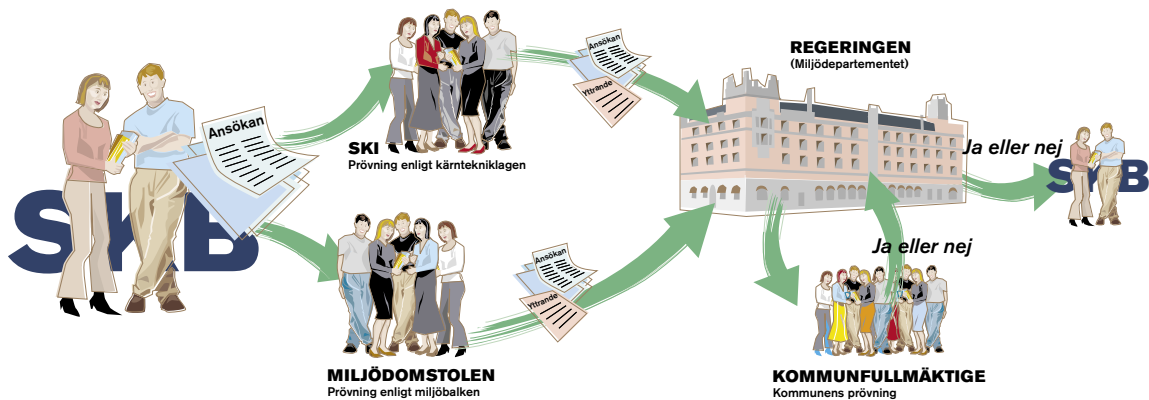 SKB
Ansökan
SKI
Prövning enligt kärntekniklagen
MILJÖDOMSTOLEN
Prövning enligt miljöbalken
Ansökan
Yttrande
Ansökan
Yttrande
REGERINGEN
(Miljödepartementet)
Ja eller nej
KOMMUNFULLMÄKTIGE
Kommunens prövning
Ja eller nej
SKB